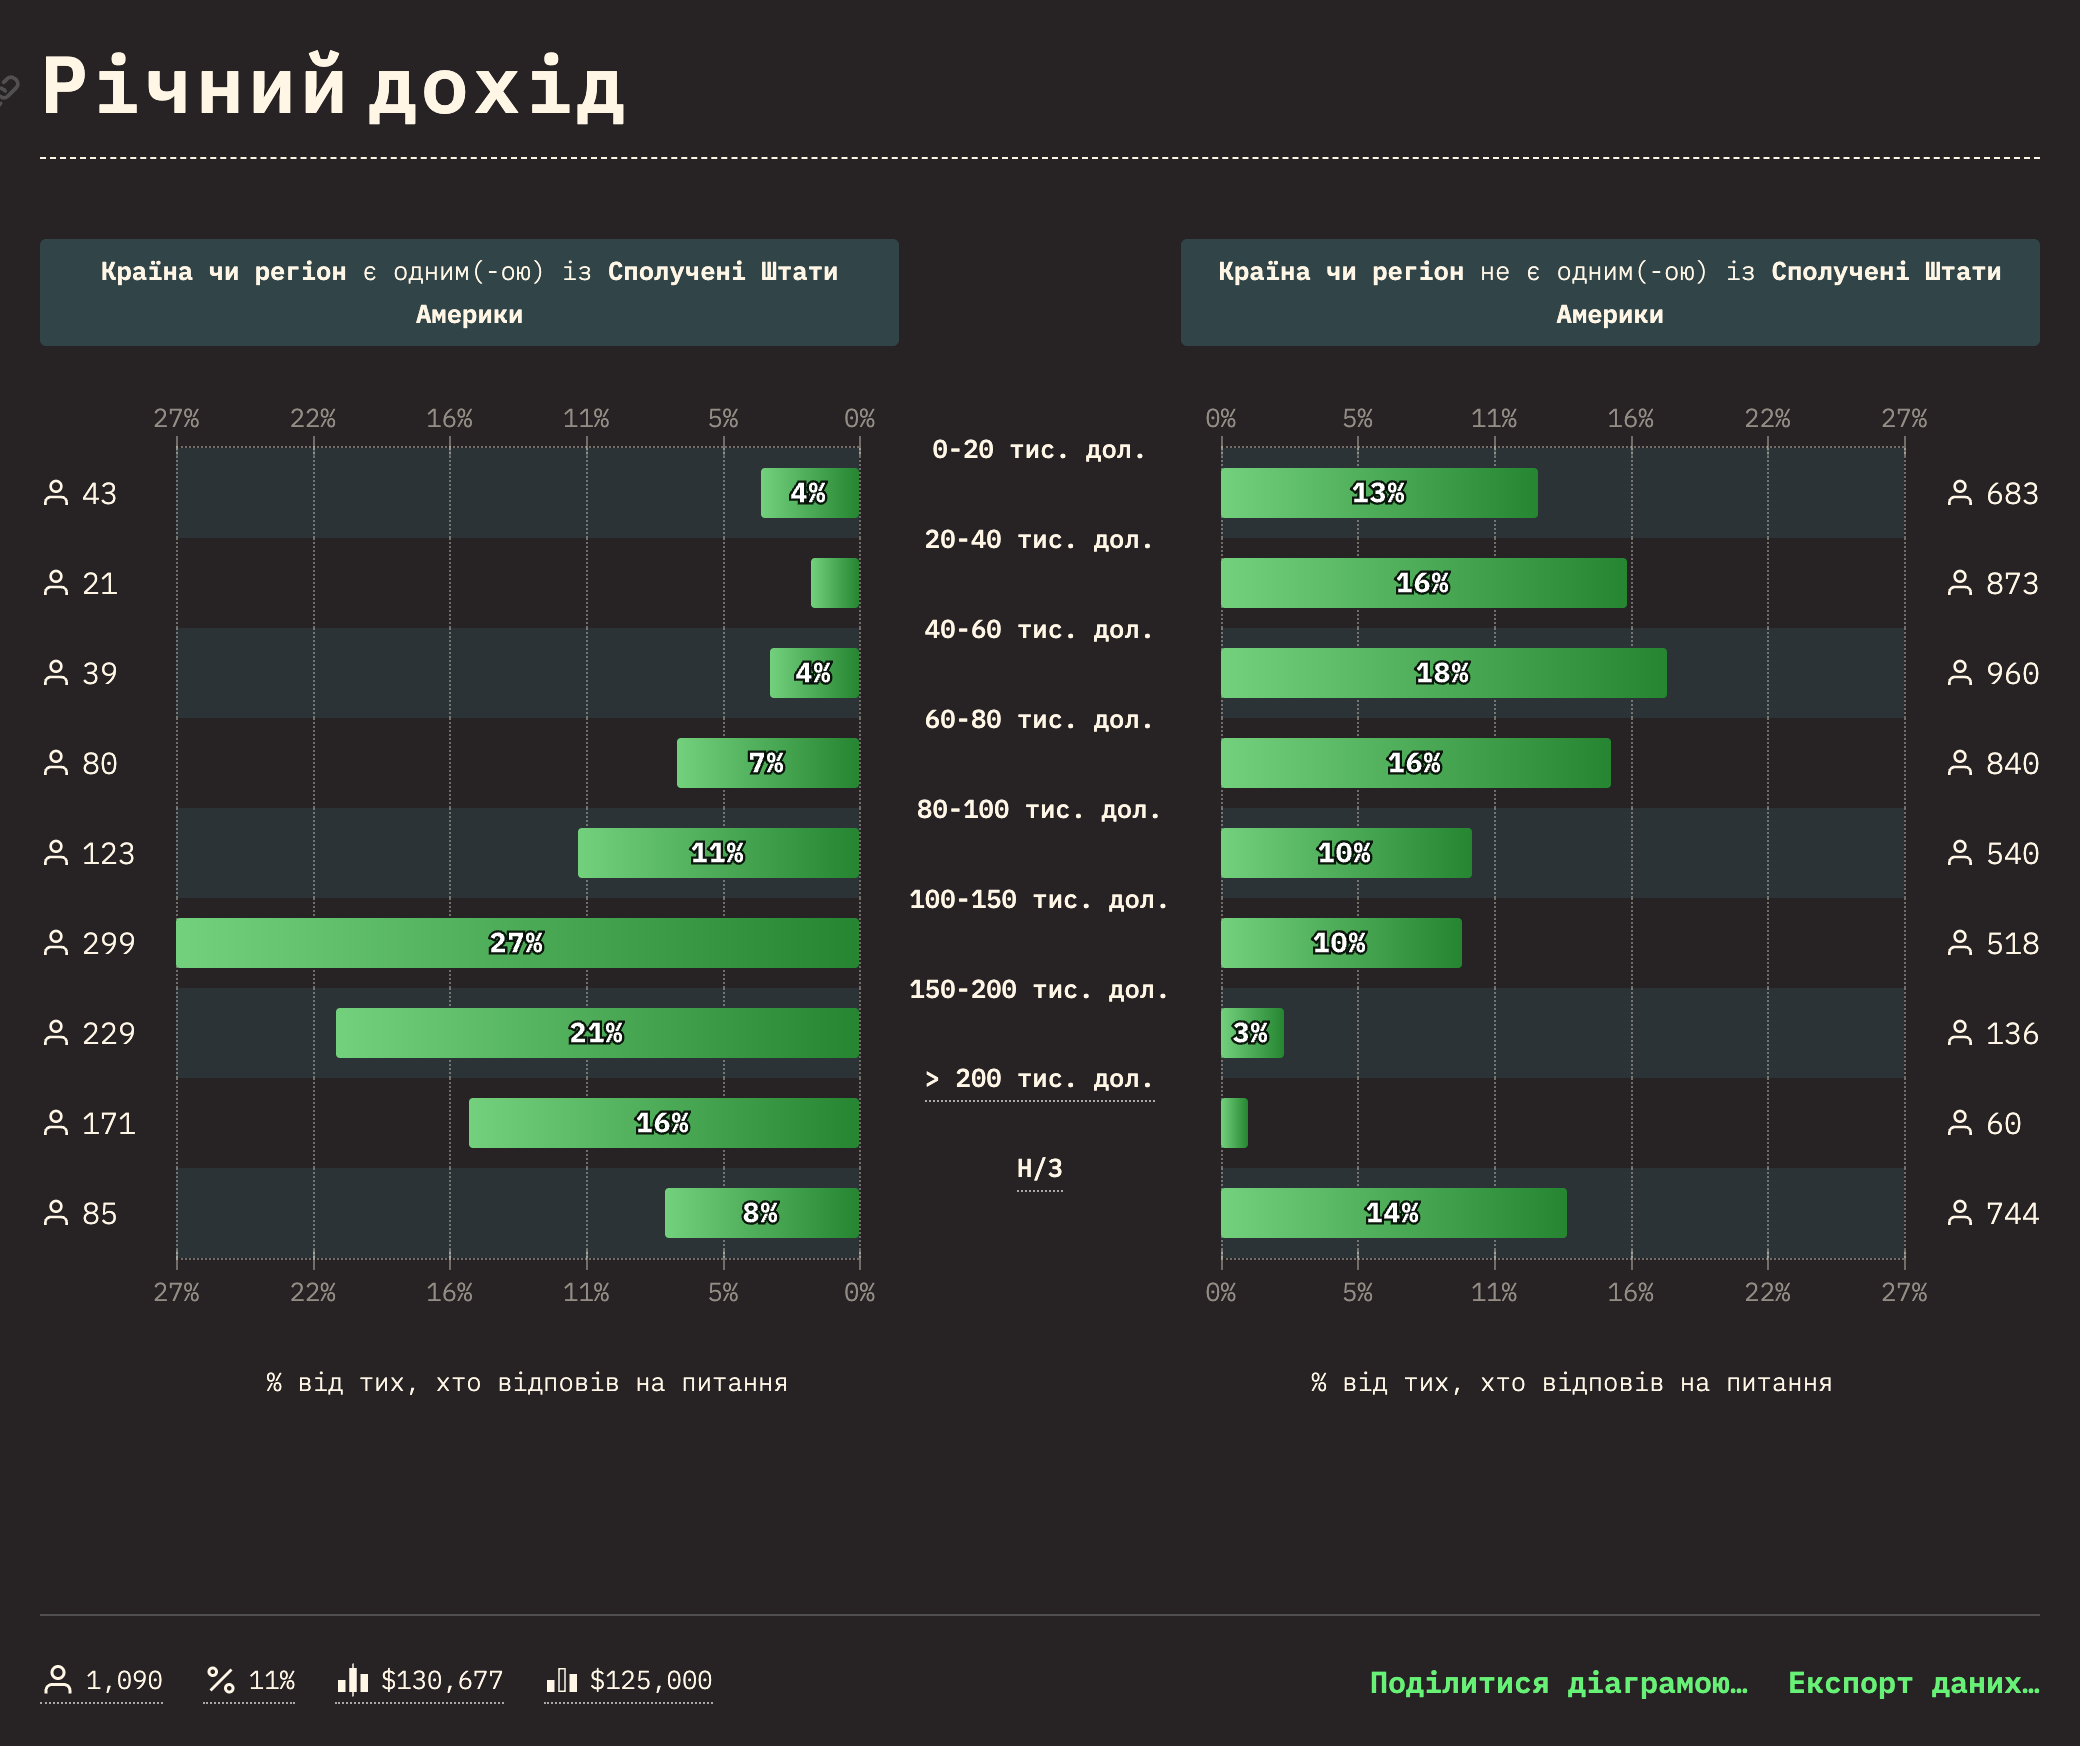 Річний дохід
Країна чи регіон є одним(-ою) із Сполучені Штати
Америки
Країна чи регіон не є одним(-ою) із Сполучені Штати
Америки
27% 22% 16% 11% 5% 0%
0% 5% 11% 16% 22% 27%
0-20 тис. дол.
43 4% 13% 683
20-40 тис. дол.
21 16% 873
40-60 тис. дол.
39 4% 18% 960
60-80 тис. дол.
80 7% 16% 840
80-100 тис. дол.
123 11% 10% 540
100-150 тис. дол.
299 27% 10% 518
150-200 тис. дол.
229 21% 3% 136
> 200 тис. дол.
171 16% 60
Н/З
85 8% 14% 744
27% 22% 16% 11% 5% 0%
0% 5% 11% 16% 22% 27%
% від тих, хто відповів на питання
% від тих, хто відповів на питання
1,090 % 11% $130,677 $125,000
Поділитися діаграмою… Експорт даних…